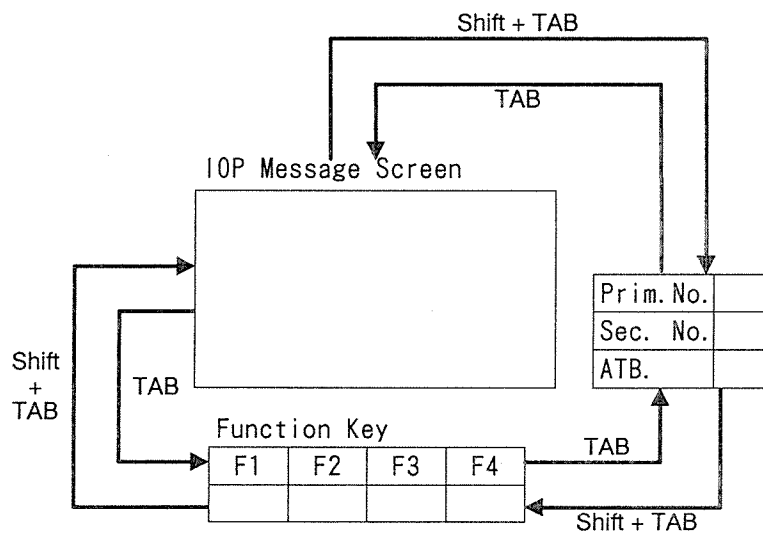 Shift + TAB
TAB
IOP Message Screen
Prim. No.
Sec. No.
ATB.
Shift
+
TAB
TAB
Function Key
F1 F2 F3 F4
TAB
Shift + TAB